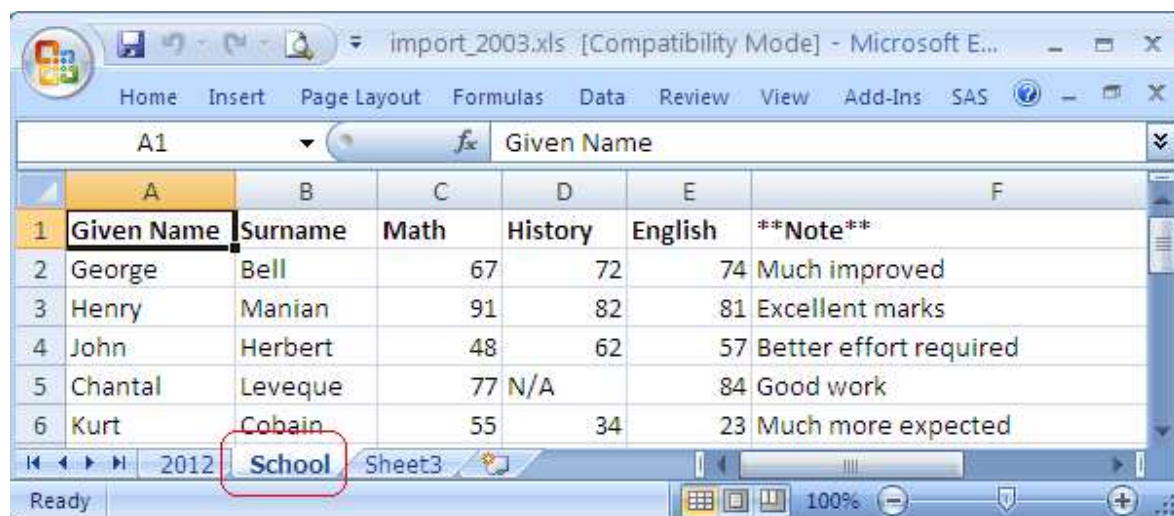 import_2003.xls [Compatibility Mode] - Microsoft E...
Home Insert Page Layout Formulas Data Review View Add-Ins SAS
A1 fx Given Name
A B C D E F
1 Given Name Surname Math History English **Note**
2 George Bell 67 72 74 Much improved
3 Henry Manian 91 82 81 Excellent marks
4 John Herbert 48 62 57 Better effort required
5 Chantal Leveque 77 N/A 84 Good work
6 Kurt Cobain 55 34 23 Much more expected
2012 School Sheet3
Ready 100%